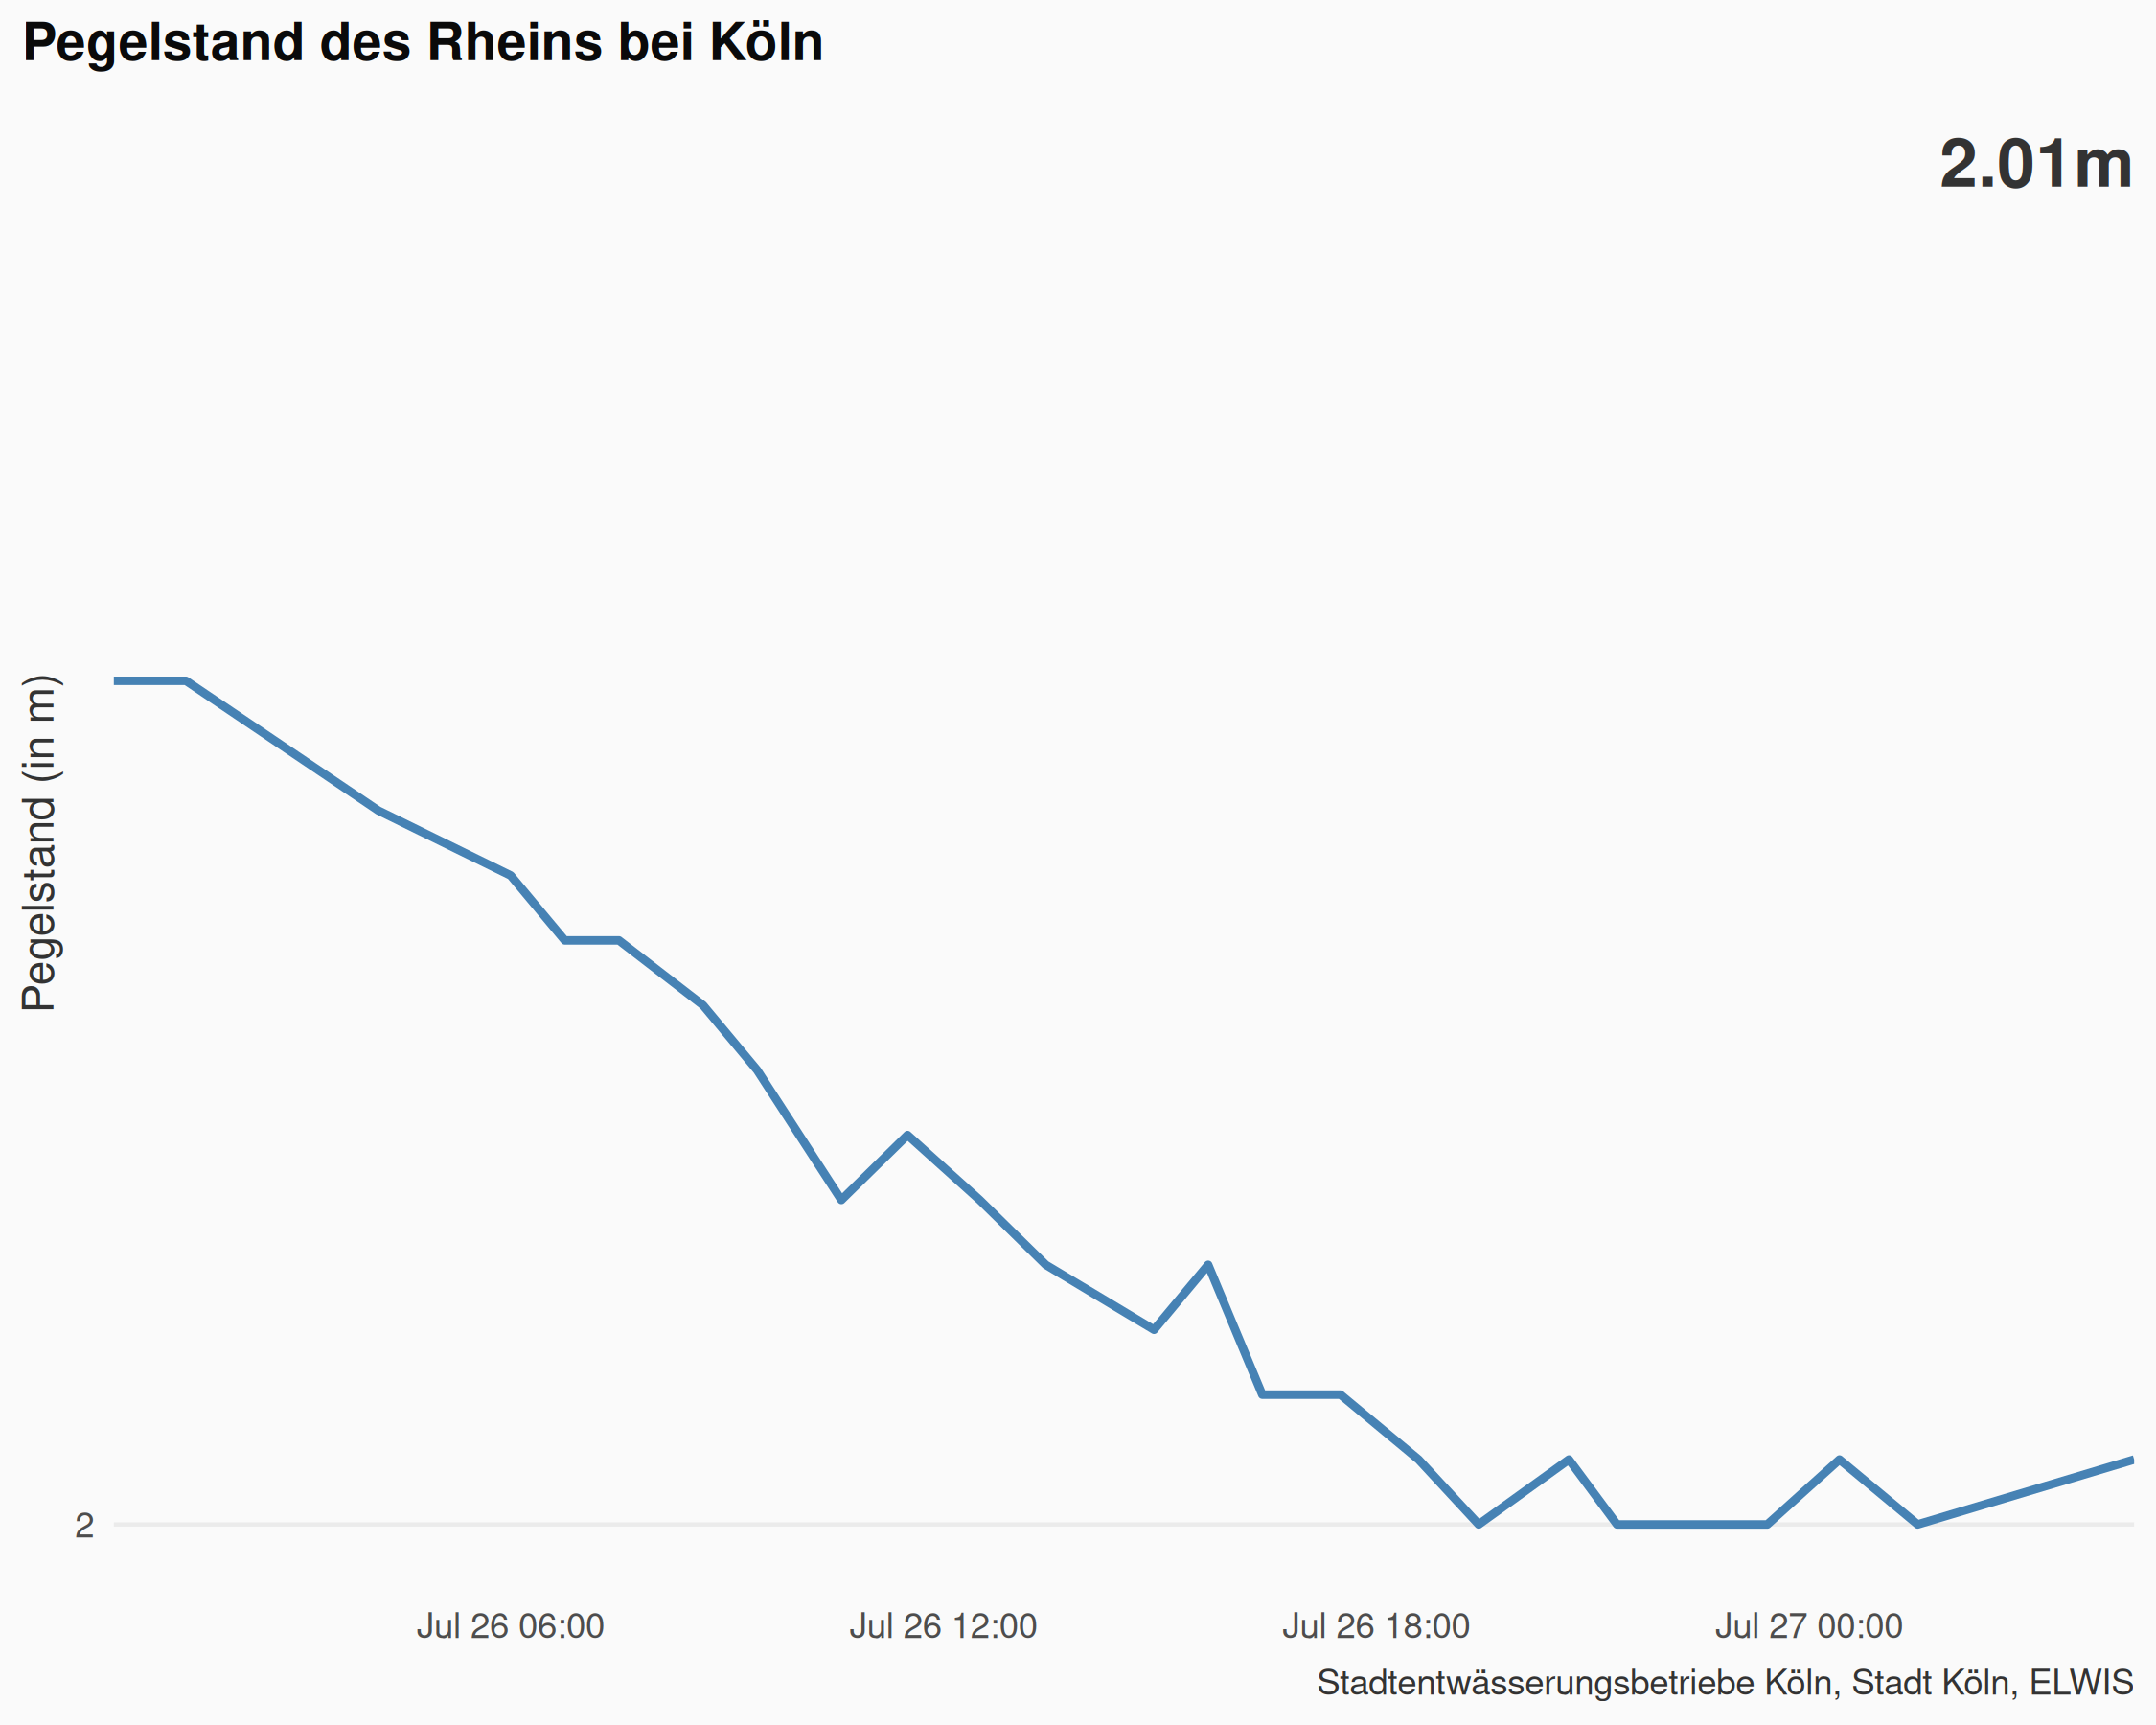 Pegelstand des Rheins bei Köln
2.01m
Pegelstand (in m)
2
Jul 26 06:00
Jul 26 12:00
Jul 26 18:00
Jul 27 00:00
Stadtentwässerungsbetriebe Köln, Stadt Köln, ELWIS